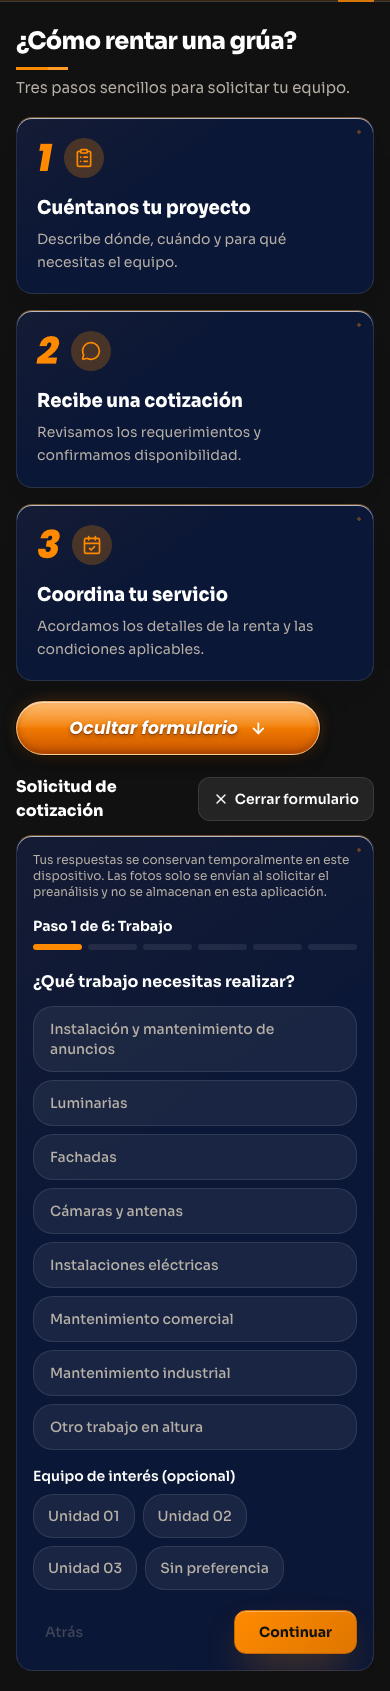 ¿Cómo rentar una grúa?
Tres pasos sencillos para solicitar tu equipo.
1
Cuéntanos tu proyecto
Describe dónde, cuándo y para qué
necesitas el equipo.
2
Recibe una cotización
Revisamos los requerimientos y
confirmamos disponibilidad.
3
Coordina tu servicio
Acordamos los detalles de la renta y las
condiciones aplicables.
Ocultar formulario ↓
Solicitud de
cotización
× Cerrar formulario
Tus respuestas se conservan temporalmente en este
dispositivo. Las fotos solo se envían al solicitar el
preanálisis y no se almacenan en esta aplicación.
Paso 1 de 6: Trabajo
¿Qué trabajo necesitas realizar?
Instalación y mantenimiento de
anuncios
Luminarias
Fachadas
Cámaras y antenas
Instalaciones eléctricas
Mantenimiento comercial
Mantenimiento industrial
Otro trabajo en altura
Equipo de interés (opcional)
Unidad 01
Unidad 02
Unidad 03
Sin preferencia
Atrás
Continuar